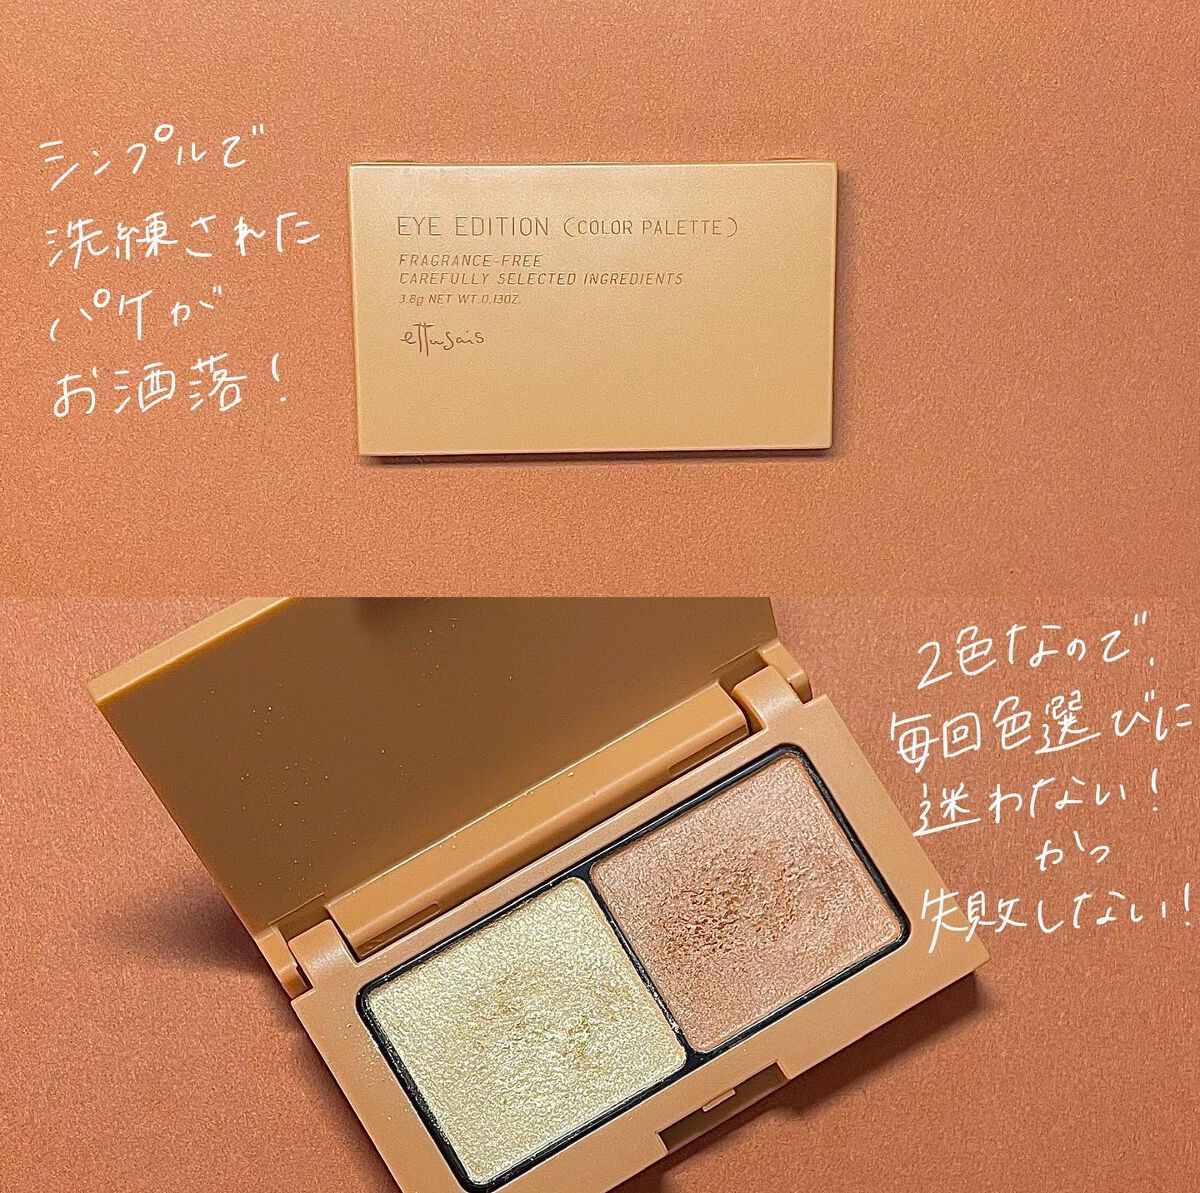 シンプルで
洗練された
パケが
お洒落!
EYE EDITION (COLOR PALETTE)
FRAGRANCE-FREE
CAREFULLY SELECTED INGREDIENTS
3.8g NET WT.0.13OZ.
ettusais
2色なので、
毎回色選びに
迷わない!
かつ
失敗しない!